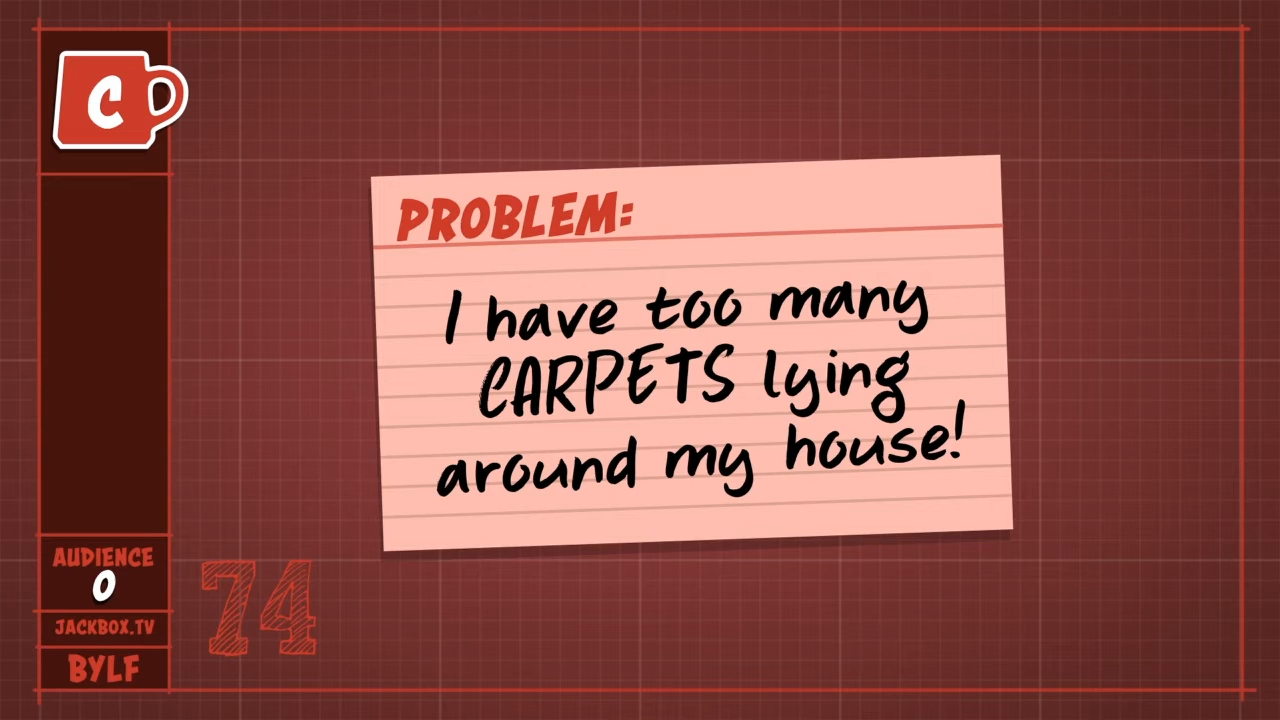 C
PROBLEM:
I have too many
CARPETS lying
around my house!
AUDIENCE
0
JACKBOX.TV
BYLF
74